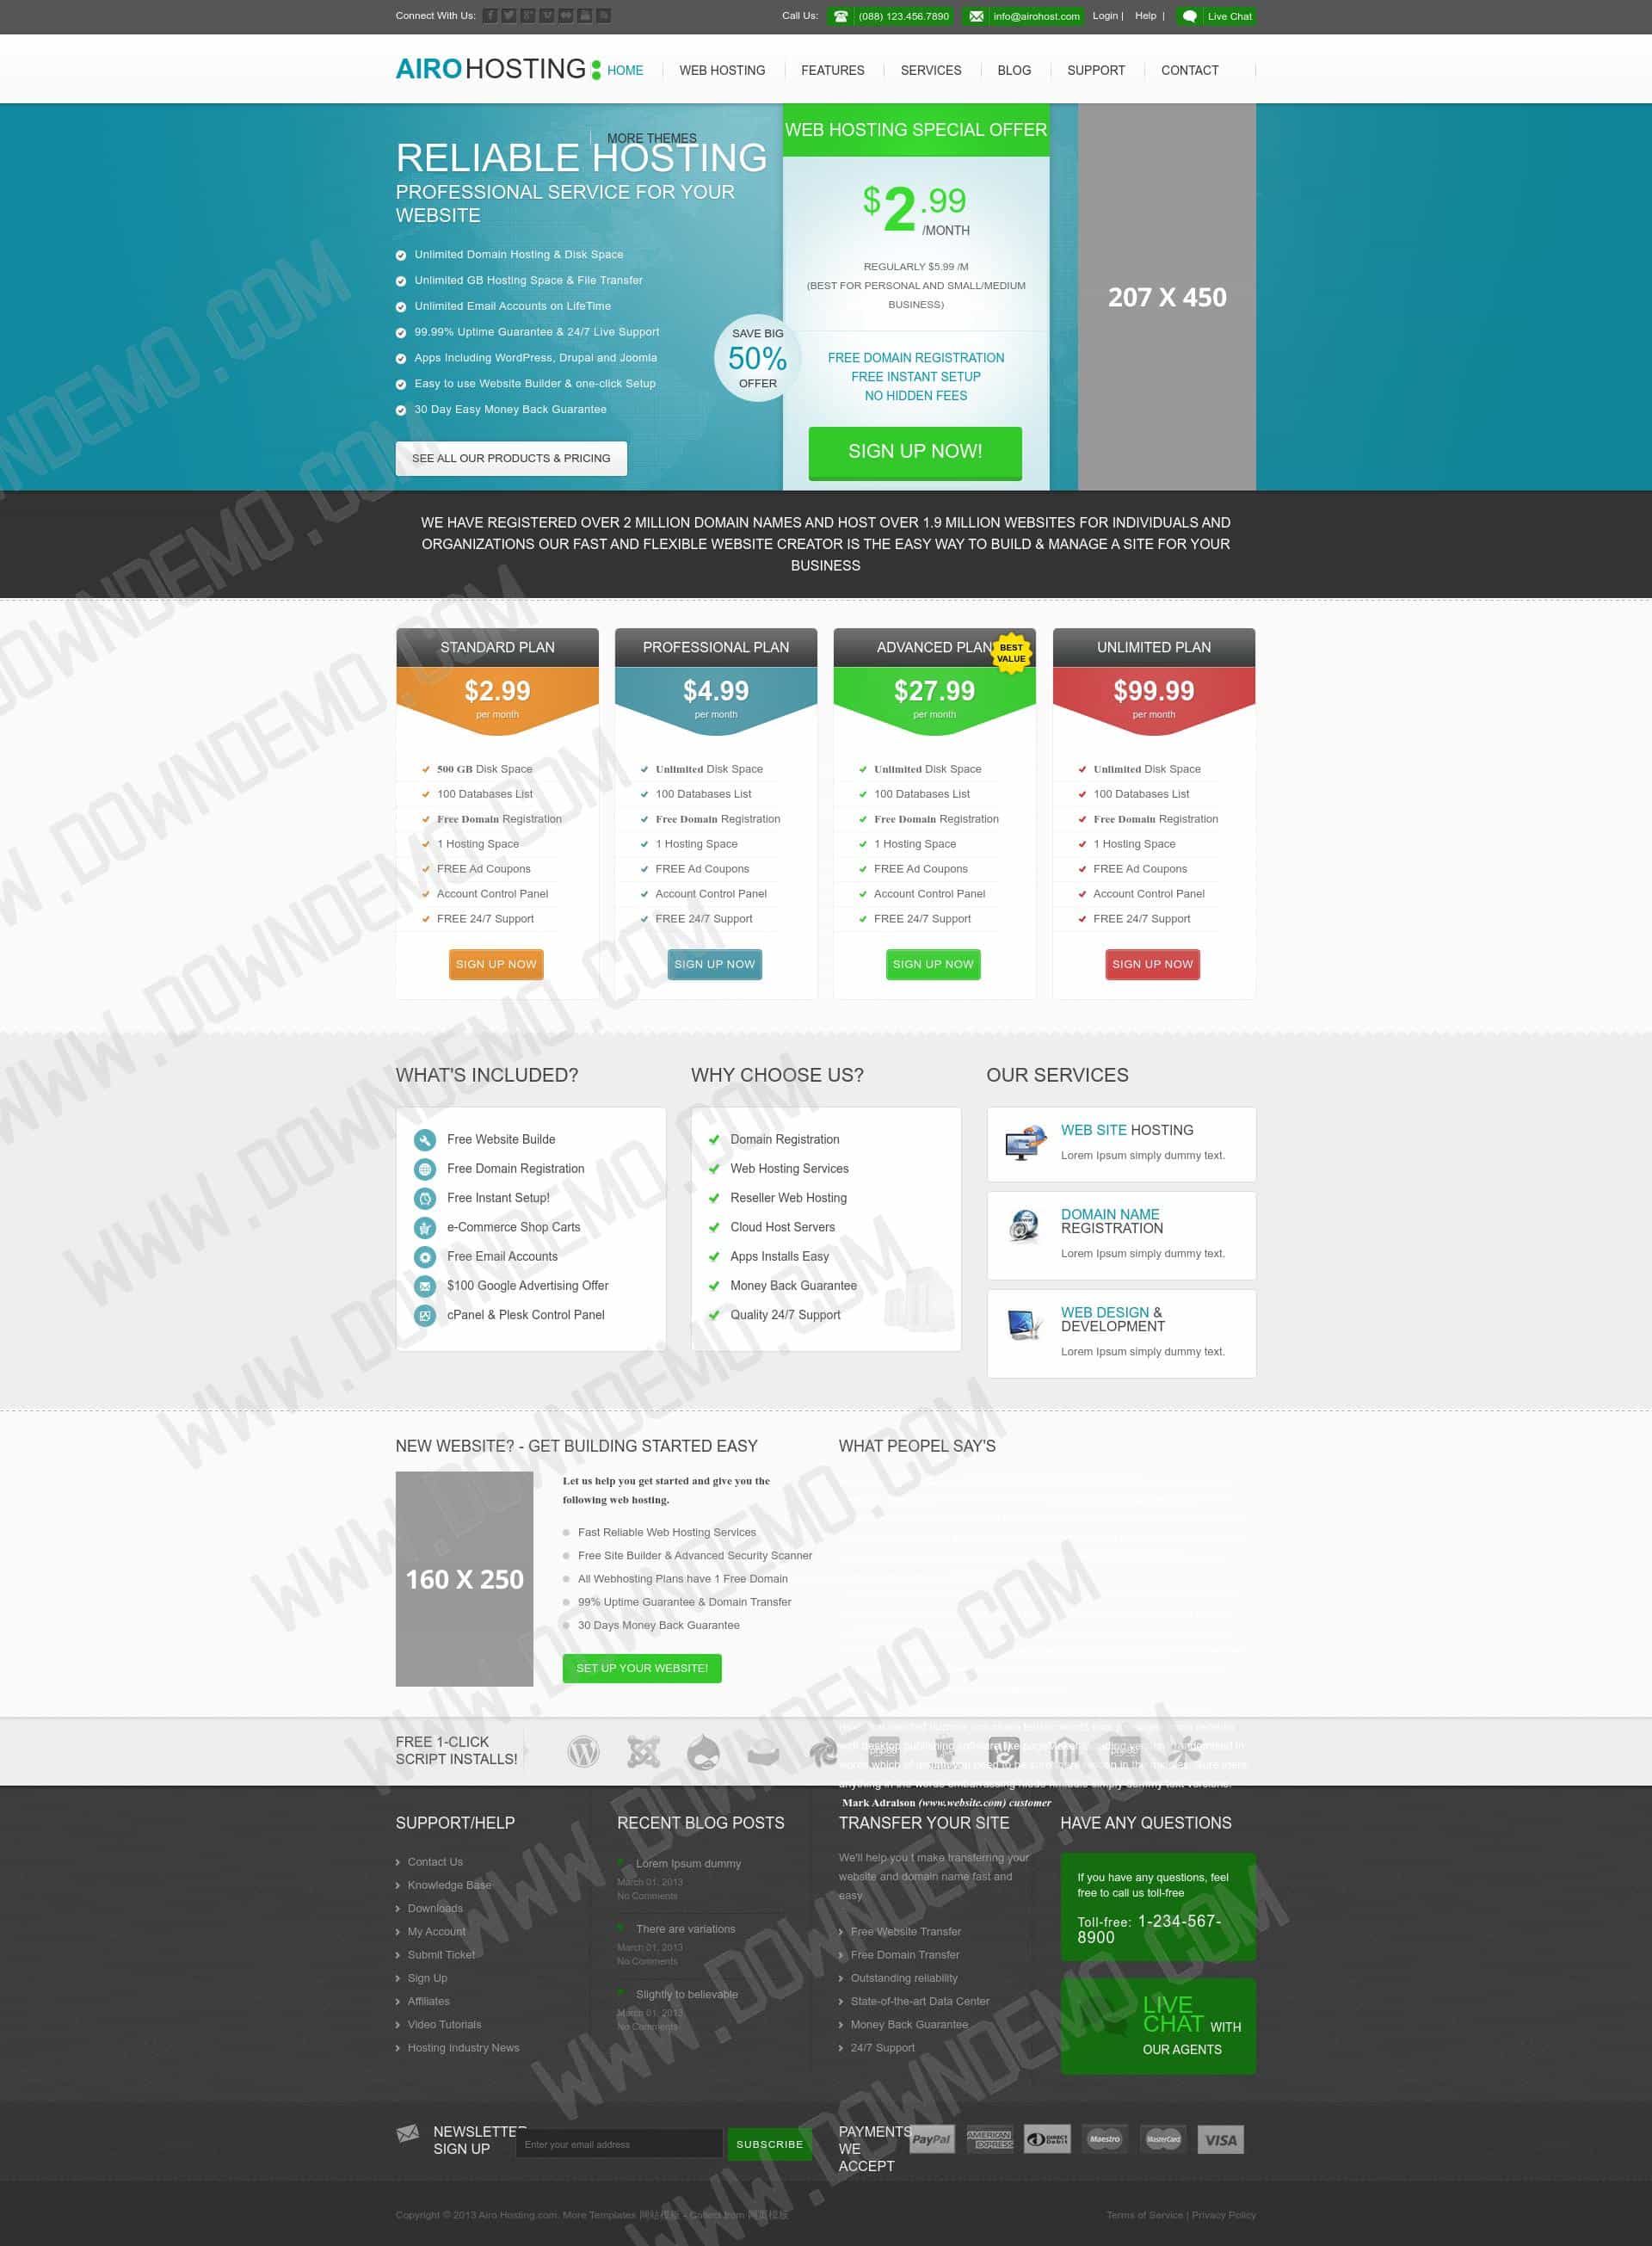 Connect With Us:
Call Us: (088) 123.456.7890 info@airohost.com Login | Help | Live Chat
AIROHOSTING
HOME WEB HOSTING FEATURES SERVICES BLOG SUPPORT CONTACT
MORE THEMES
RELIABLE HOSTING
PROFESSIONAL SERVICE FOR YOUR
WEBSITE
Unlimited Domain Hosting & Disk Space
Unlimited GB Hosting Space & File Transfer
Unlimited Email Accounts on LifeTime
99.99% Uptime Guarantee & 24/7 Live Support
Apps Including WordPress, Drupal and Joomla
Easy to use Website Builder & one-click Setup
30 Day Easy Money Back Guarantee
SEE ALL OUR PRODUCTS & PRICING
SAVE BIG
50%
OFFER
WEB HOSTING SPECIAL OFFER
$2.99
/MONTH
REGULARLY $5.99 /M
(BEST FOR PERSONAL AND SMALL/MEDIUM
BUSINESS)
FREE DOMAIN REGISTRATION
FREE INSTANT SETUP
NO HIDDEN FEES
SIGN UP NOW!
207 X 450
WE HAVE REGISTERED OVER 2 MILLION DOMAIN NAMES AND HOST OVER 1.9 MILLION WEBSITES FOR INDIVIDUALS AND
ORGANIZATIONS OUR FAST AND FLEXIBLE WEBSITE CREATOR IS THE EASY WAY TO BUILD & MANAGE A SITE FOR YOUR
BUSINESS
STANDARD PLAN
$2.99
per month
500 GB Disk Space
100 Databases List
Free Domain Registration
1 Hosting Space
FREE Ad Coupons
Account Control Panel
FREE 24/7 Support
SIGN UP NOW
PROFESSIONAL PLAN
$4.99
per month
Unlimited Disk Space
100 Databases List
Free Domain Registration
1 Hosting Space
FREE Ad Coupons
Account Control Panel
FREE 24/7 Support
SIGN UP NOW
ADVANCED PLAN
BEST
VALUE
$27.99
per month
Unlimited Disk Space
100 Databases List
Free Domain Registration
1 Hosting Space
FREE Ad Coupons
Account Control Panel
FREE 24/7 Support
SIGN UP NOW
UNLIMITED PLAN
$99.99
per month
Unlimited Disk Space
100 Databases List
Free Domain Registration
1 Hosting Space
FREE Ad Coupons
Account Control Panel
FREE 24/7 Support
SIGN UP NOW
WHAT'S INCLUDED?
Free Website Builde
Free Domain Registration
Free Instant Setup!
e-Commerce Shop Carts
Free Email Accounts
$100 Google Advertising Offer
cPanel & Plesk Control Panel
WHY CHOOSE US?
Domain Registration
Web Hosting Services
Reseller Web Hosting
Cloud Host Servers
Apps Installs Easy
Money Back Guarantee
Quality 24/7 Support
OUR SERVICES
WEB SITE HOSTING
Lorem Ipsum simply dummy text.
DOMAIN NAME
REGISTRATION
Lorem Ipsum simply dummy text.
WEB DESIGN &
DEVELOPMENT
Lorem Ipsum simply dummy text.
NEW WEBSITE? - GET BUILDING STARTED EASY
160 X 250
Let us help you get started and give you the
following web hosting.
Fast Reliable Web Hosting Services
Free Site Builder & Advanced Security Scanner
All Webhosting Plans have 1 Free Domain
99% Uptime Guarantee & Domain Transfer
30 Days Money Back Guarantee
SET UP YOUR WEBSITE!
WHAT PEOPEL SAY'S
Mark Adraison (www.website.com) customer
FREE 1-CLICK
SCRIPT INSTALLS!
SUPPORT/HELP
Contact Us
Knowledge Base
Downloads
My Account
Submit Ticket
Sign Up
Affiliates
Video Tutorials
Hosting Industry News
RECENT BLOG POSTS
Lorem Ipsum dummy
March 01, 2013
No Comments
There are variations
March 01, 2013
No Comments
Slightly to believable
March 01, 2013
No Comments
TRANSFER YOUR SITE
We'll help you t make transferring your
website and domain name fast and
easy
Free Website Transfer
Free Domain Transfer
Outstanding reliability
State-of-the-art Data Center
Money Back Guarantee
24/7 Support
HAVE ANY QUESTIONS
If you have any questions, feel
free to call us toll-free
Toll-free: 1-234-567-
8900
LIVE
CHAT WITH
OUR AGENTS
NEWSLETTER
SIGN UP
Enter your email address
SUBSCRIBE
PAYMENTS
WE
ACCEPT
PayPal AMERICAN EXPRESS DIRECT Debit Maestro MasterCard VISA
Copyright © 2013 Airo Hosting.com. More Templates 网站模板 - Collect from 网页模板
Terms of Service | Privacy Policy
WWW.DOWNDEMO.COM